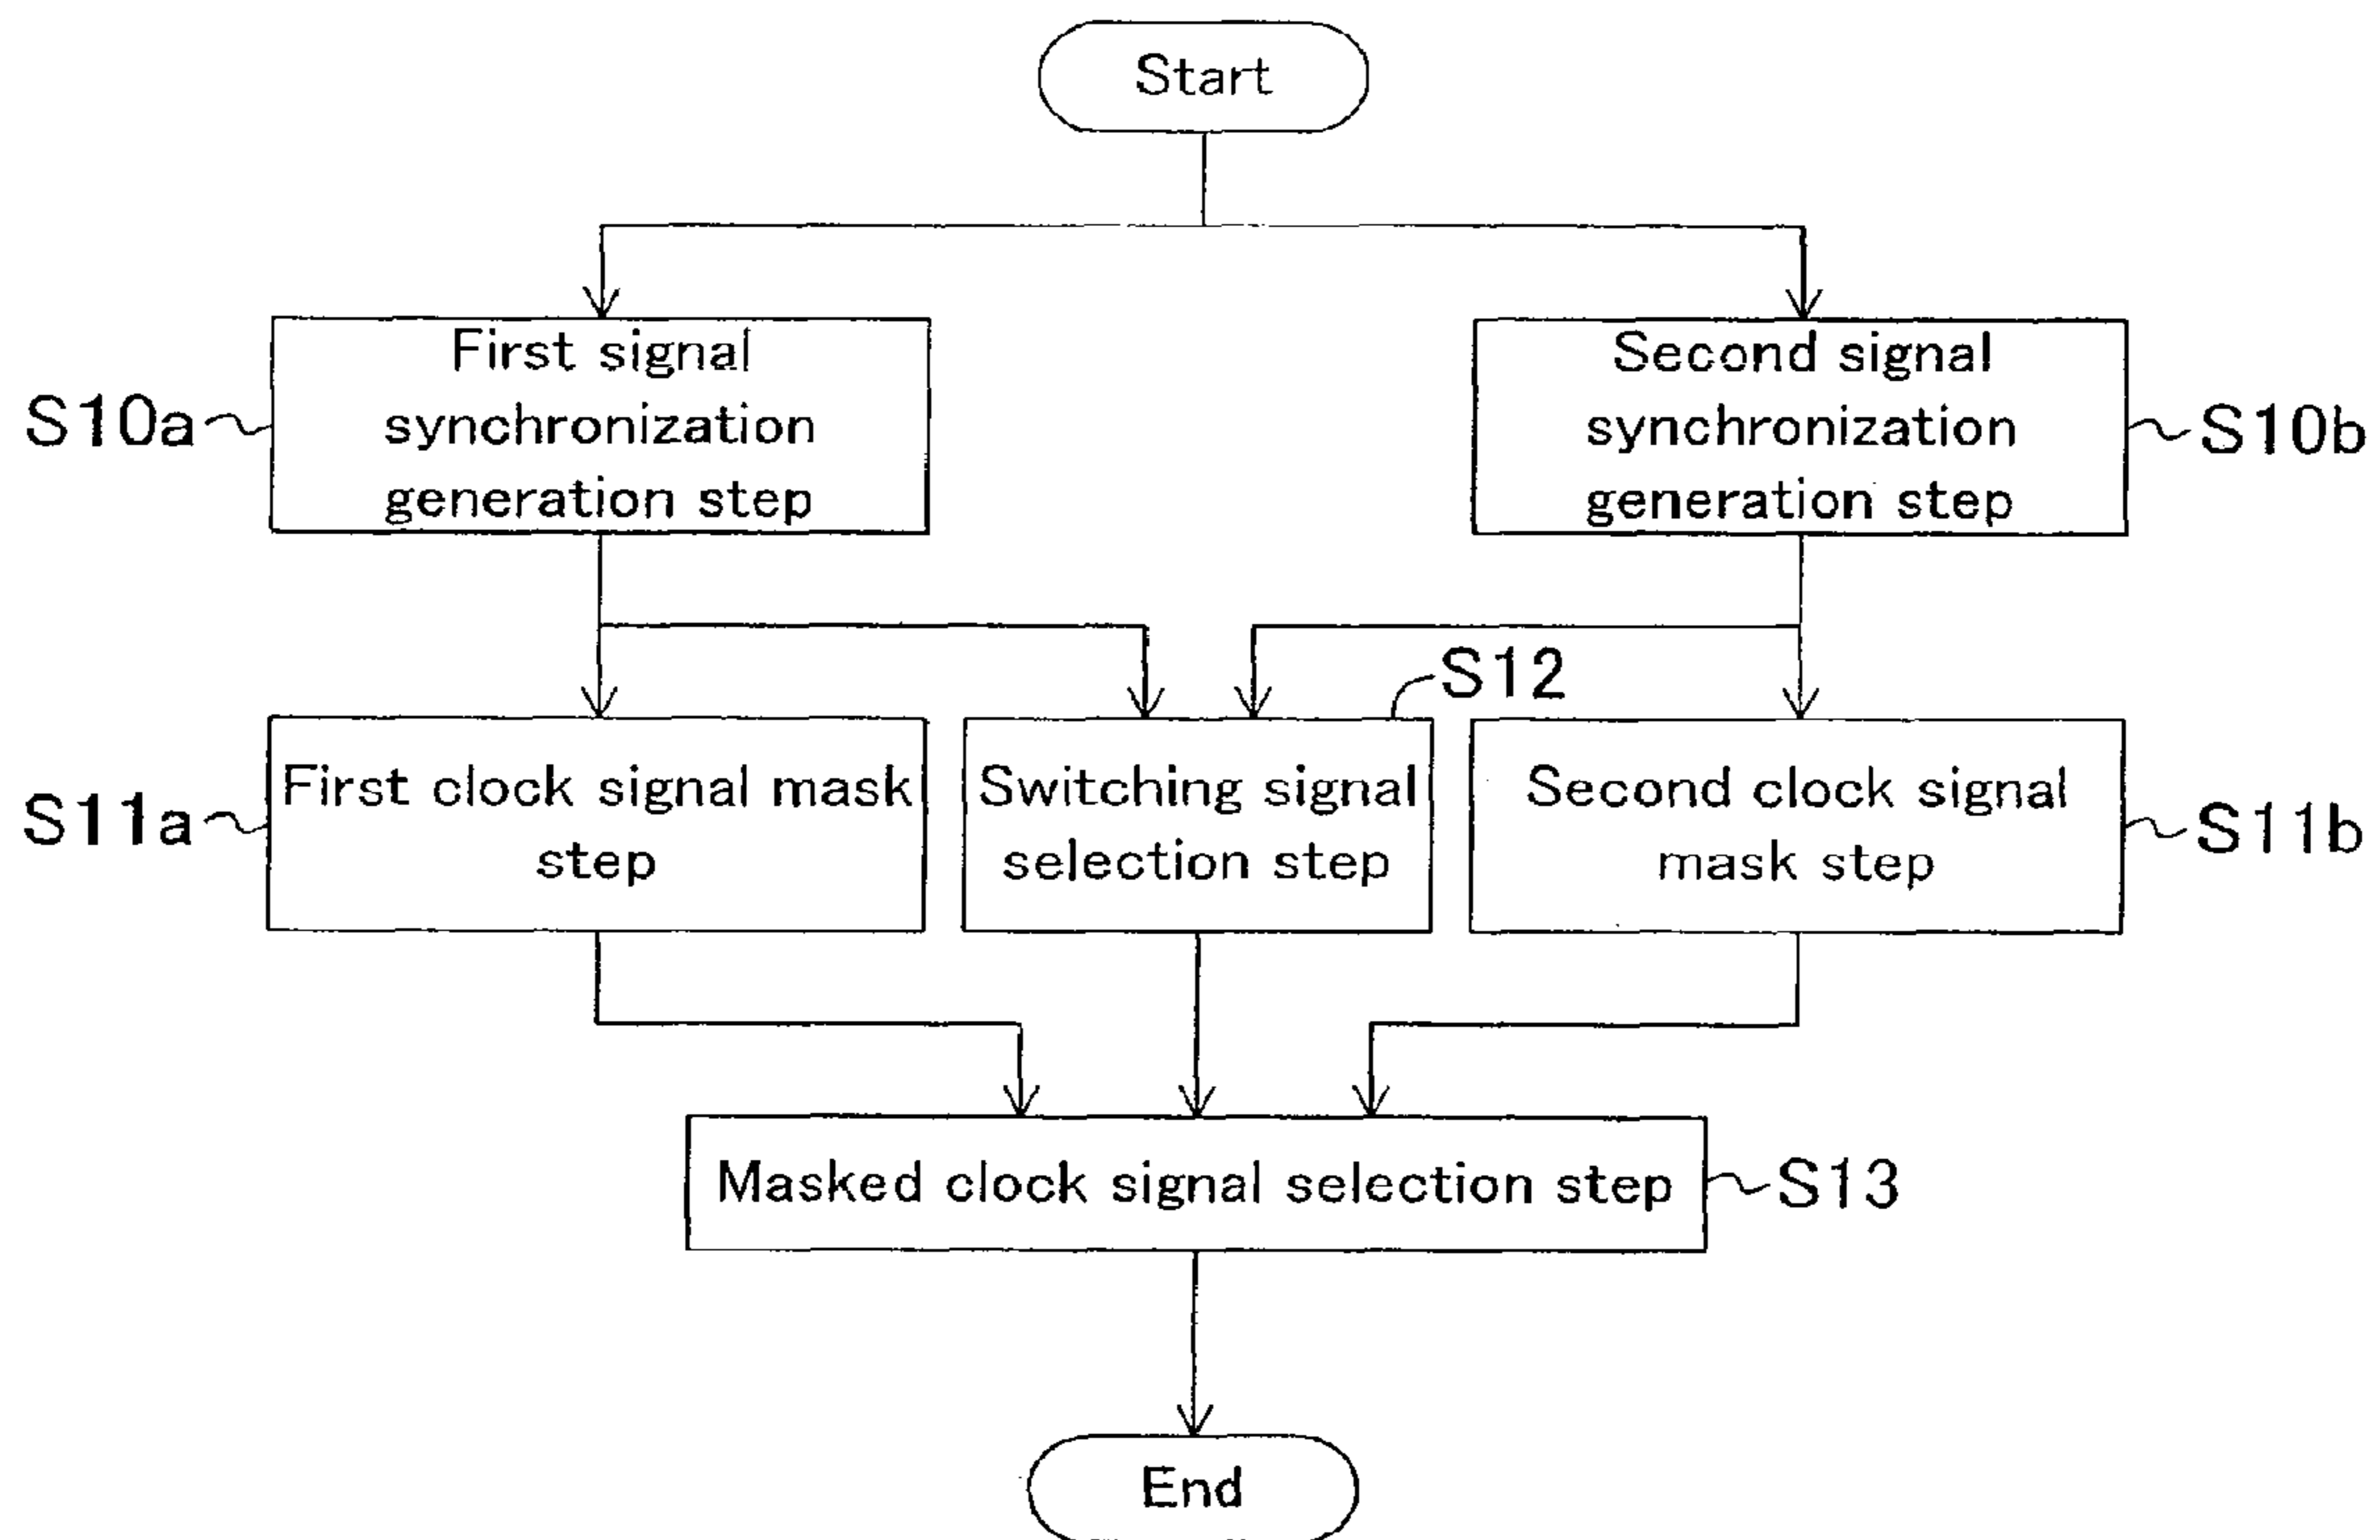 Start
First signal
synchronization
generation step
S10a
Second signal
synchronization
generation step
S10b
S12
First clock signal mask
step
S11a
Switching signal
selection step
Second clock signal
mask step
S11b
Masked clock signal selection step
S13
End